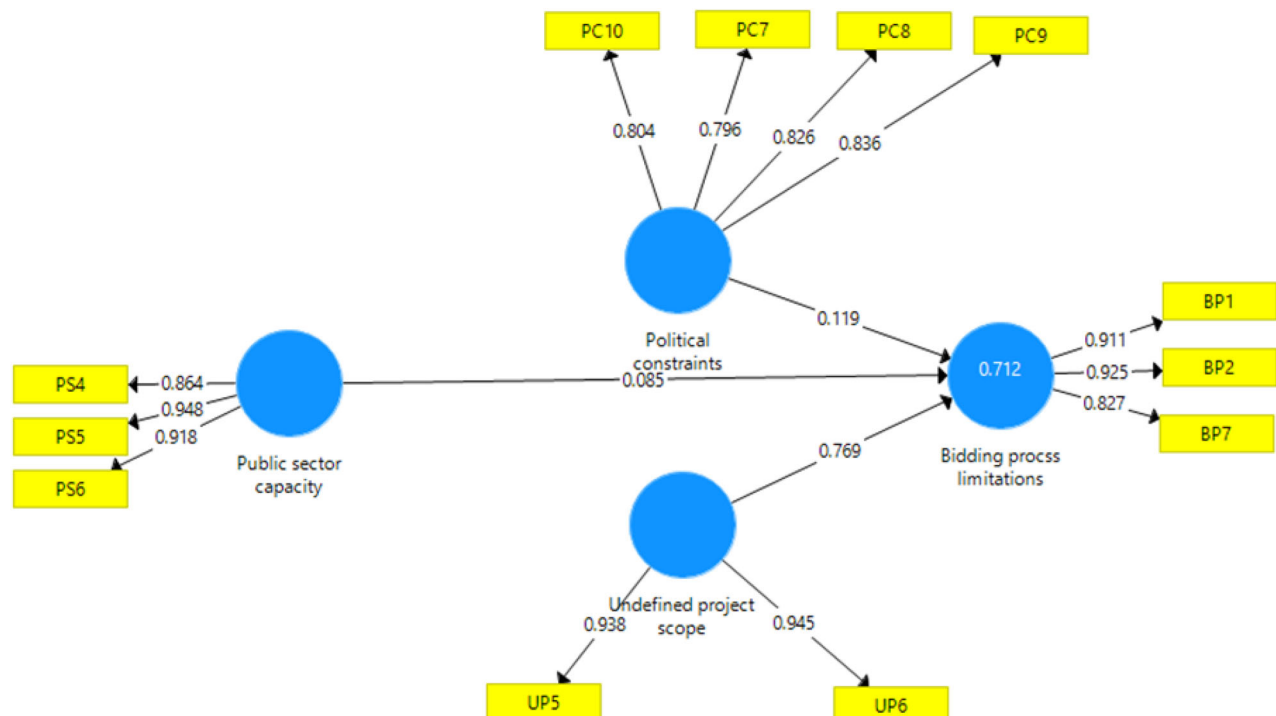 PC10
PC7
PC8
PC9
0.804
0.796
0.826
0.836
Political
constraints
0.119
BP1
BP2
BP7
0.911
0.925
0.827
0.712
Bidding procss
limitations
PS4
PS5
PS6
0.864
0.948
0.918
Public sector
capacity
0.085
0.769
Undefined project
scope
0.938
0.945
UP5
UP6